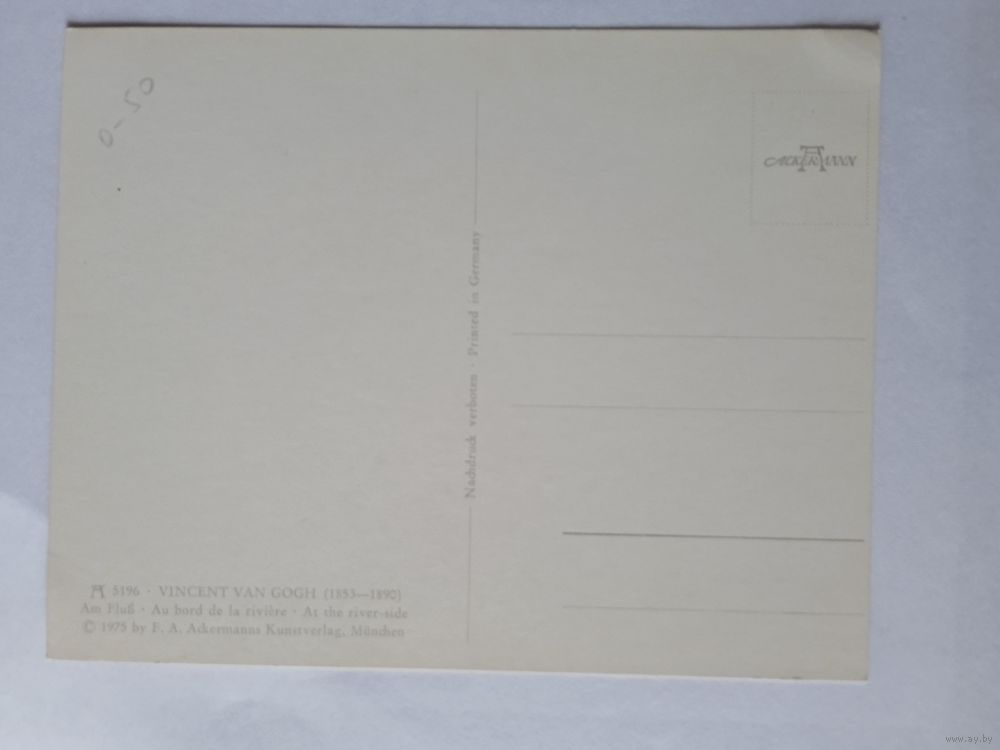 0-50
ACKERMANN
Nachdruck verboten · Printed in Germany
A 5196 · VINCENT VAN GOGH (1853—1890)
Am Fluß · Au bord de la rivière · At the river-side
© 1975 by F. A. Ackermanns Kunstverlag, München
www.ay.by